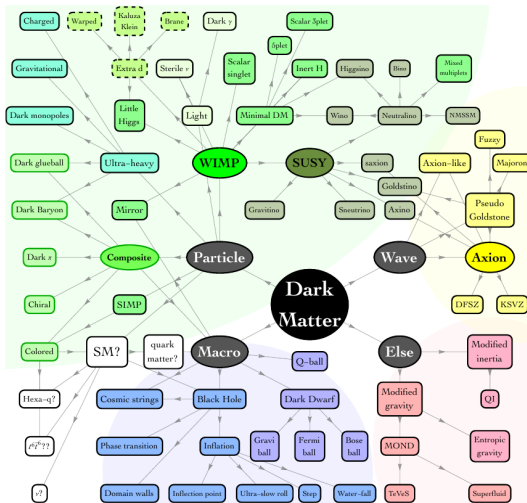 Charged
Warped
Kaluza
Klein
Brane
Scalar 5plet
5plet
Gravitational
Extra d
Sterile ν
Scalar
singlet
Inert H
Higgsino
Bino
Mixed
multiplets
Dark monopoles
Little
Higgs
Light
Minimal DM
Wino
Neutralino
NMSSM
Dark glueball
Ultra-heavy
WIMP
SUSY
saxion
Axion-like
Fuzzy
Majoron
Goldstino
Dark Baryon
Mirror
Gravitino
Sneutrino
Axino
Pseudo
Goldstone
Dark π
Composite
Particle
Wave
Axion
Chiral
SIMP
Dark
Matter
DFSZ
KSVZ
Colored
SM?
quark
matter?
Macro
Q-ball
Else
Modified
inertia
Hexa-q?
Cosmic strings
Black Hole
Dark Dwarf
Modified
gravity
QI
Phase transition
Inflation
Gravi
ball
Fermi
ball
Bose
ball
MOND
Entropic
gravity
ν?
Domain walls
Inflection point
Ultra-slow roll
Step
Water-fall
TeVeS
Superfluid